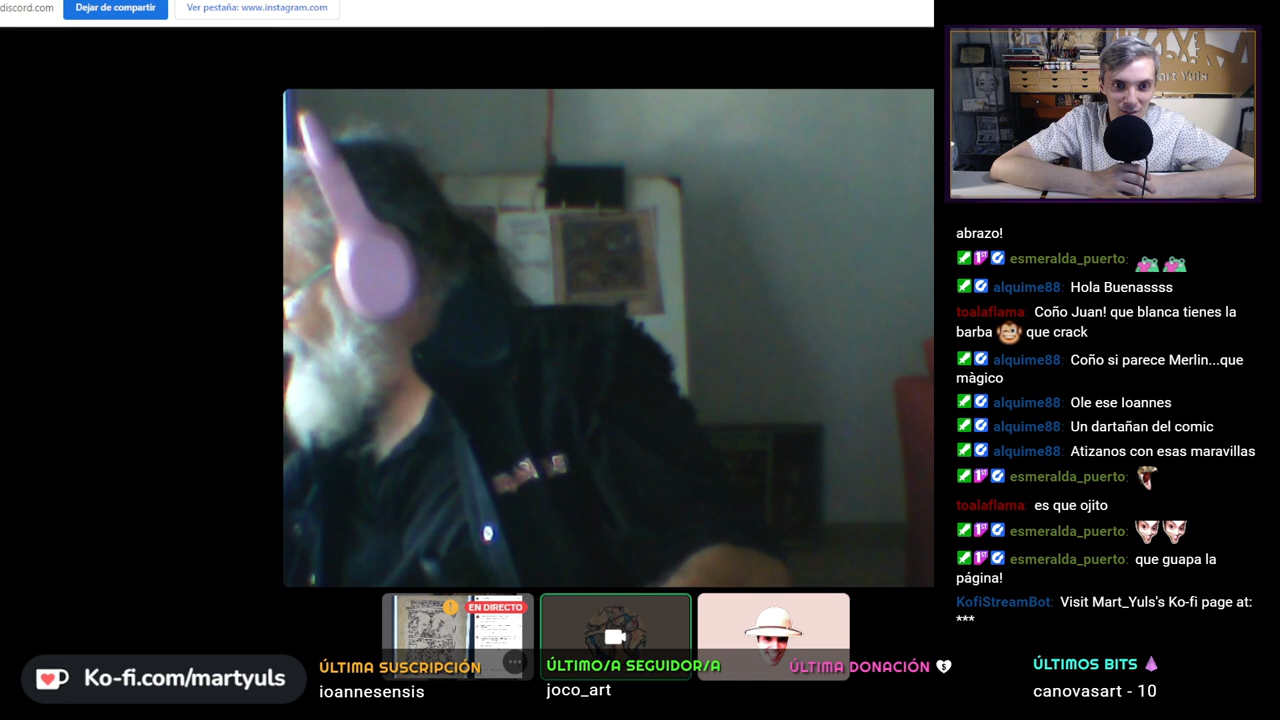 discord.com
Dejar de compartir
Ver pestaña: www.instagram.com
art Yuls
abrazo!
esmeralda_puerto:
alquime88: Hola Buenassss
toalaflama: Coño Juan! que blanca tienes la
barba que crack
alquime88: Coño si parece Merlin...que
màgico
alquime88: Ole ese Ioannes
alquime88: Un dartañan del comic
alquime88: Atizanos con esas maravillas
esmeralda_puerto:
toalaflama: es que ojito
esmeralda_puerto:
esmeralda_puerto: que guapa la
página!
KofiStreamBot: Visit Mart_Yuls's Ko-fi page at:
***
EN DIRECTO
Ko-fi.com/martyuls
ÚLTIMA SUSCRIPCIÓN
ioannesensis
ÚLTIMO/A SEGUIDOR/A
joco_art
ÚLTIMA DONACIÓN
ÚLTIMOS BITS
canovasart - 10